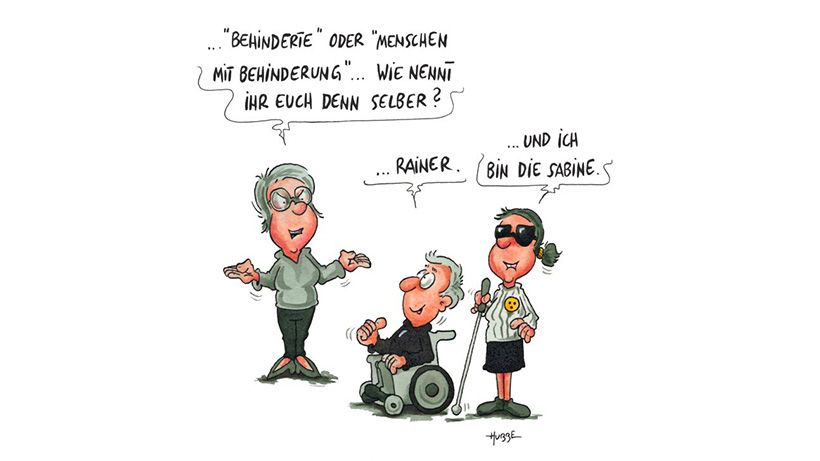 ..."BEHINDERTE" ODER "MENSCHEN
MIT BEHINDERUNG"... WIE NENNT
IHR EUCH DENN SELBER?
...UND ICH
BIN DIE SABINE.
...RAINER.
HUBBE